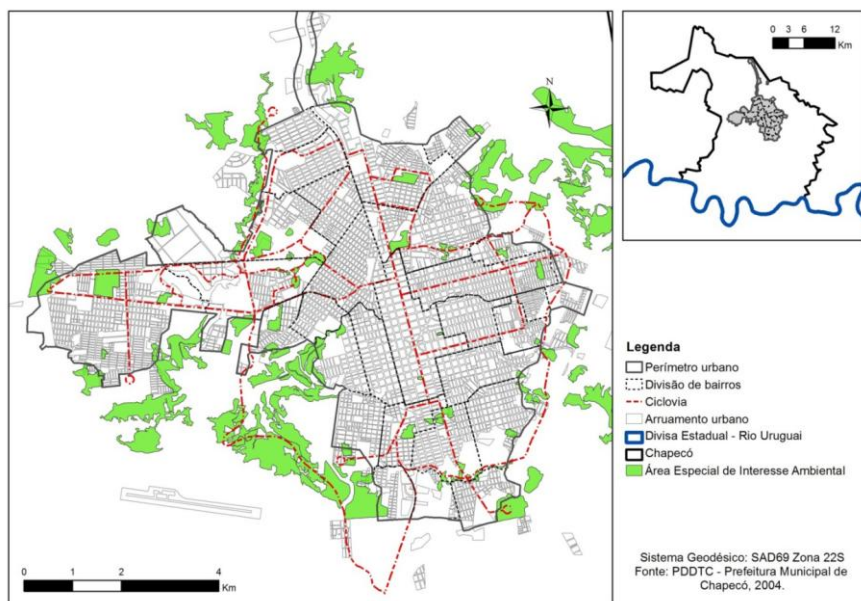 N
0 3 6 12
Km
Legenda
Perímetro urbano
Divisão de bairros
Ciclovia
Arruamento urbano
Divisa Estadual - Rio Uruguai
Chapecó
Área Especial de Interesse Ambiental
0 1 2 4
Km
Sistema Geodésico: SAD69 Zona 22S
Fonte: PDDTC - Prefeitura Municipal de
Chapecó, 2004.